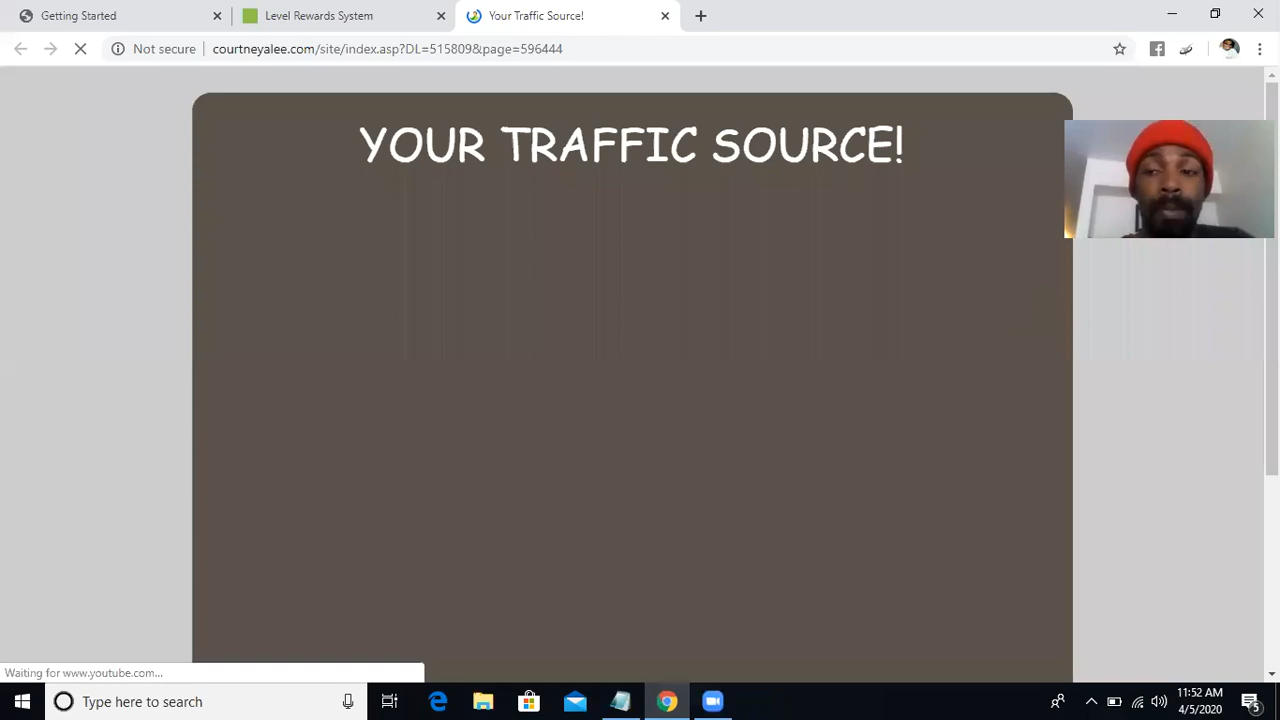 Getting Started
Level Rewards System
Your Traffic Source!
Not secure
courtneyalee.com/site/index.asp?DL=515809&page=596444
YOUR TRAFFIC SOURCE!
Waiting for www.youtube.com...
Type here to search
11:52 AM
4/5/2020
5